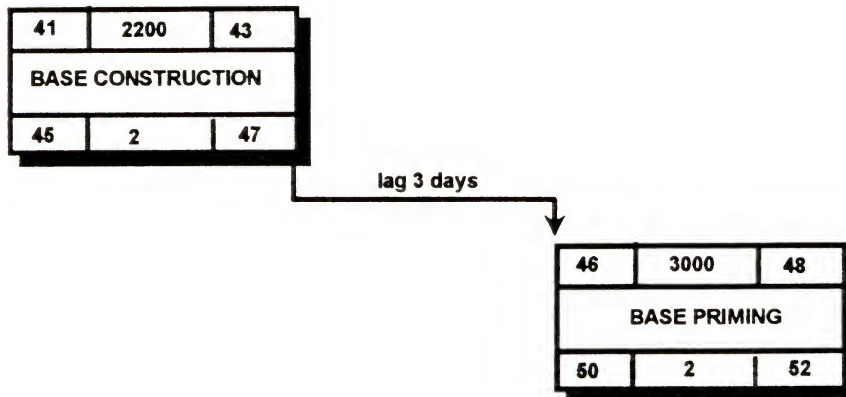 41 2200 43
BASE CONSTRUCTION
45 2 47
lag 3 days
46 3000 48
BASE PRIMING
50 2 52